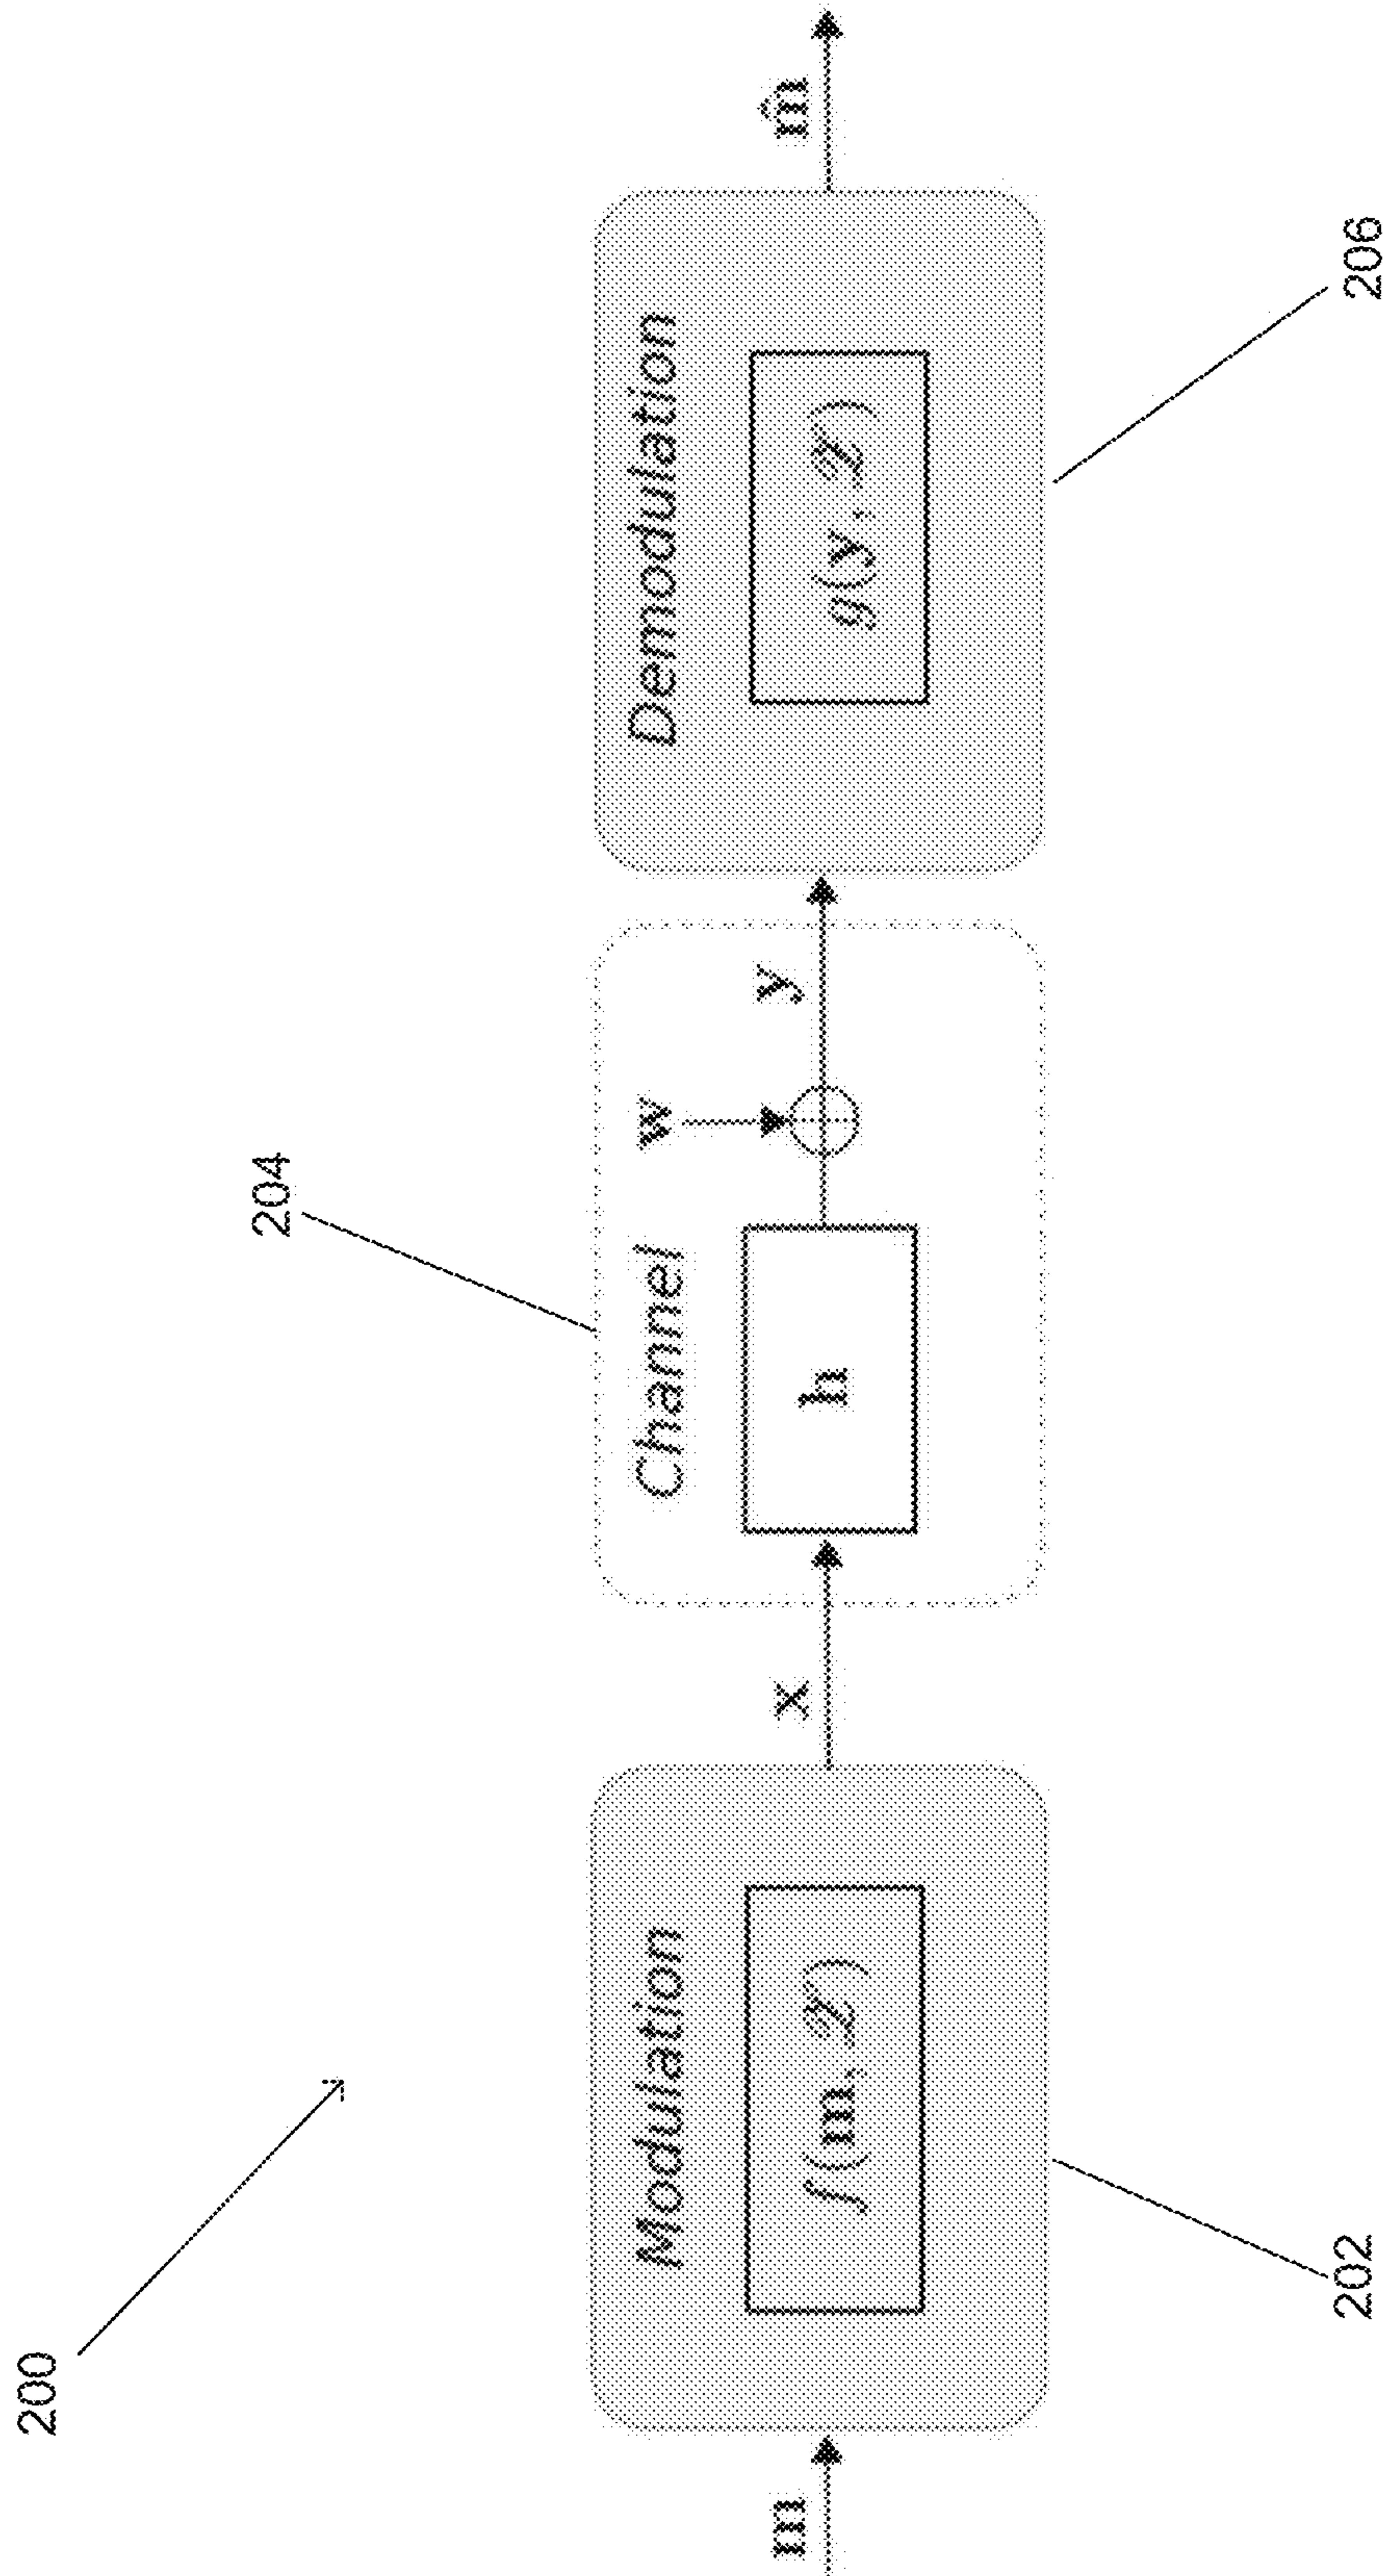 200
204
Modulation
Channel
Demodulation
w
m
x
y
m̂
f(m, 𝒳)
h
g(y, 𝒳)
202
206